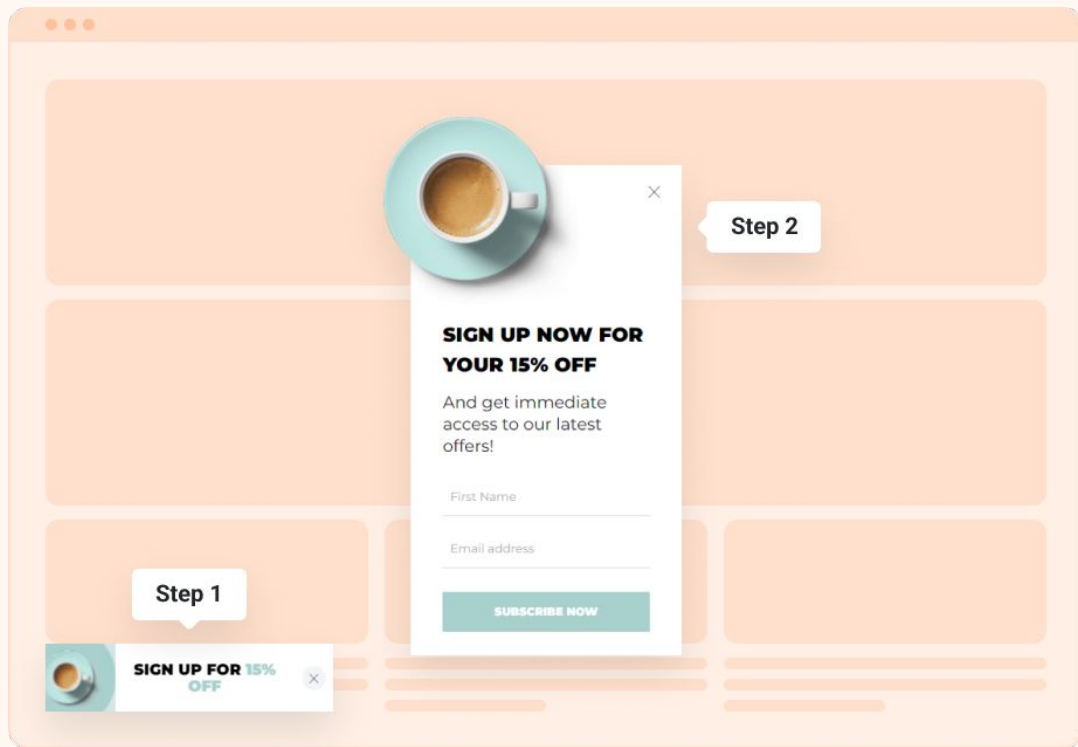 Step 2
SIGN UP NOW FOR
YOUR 15% OFF
And get immediate
access to our latest
offers!
First Name
Email address
SUBSCRIBE NOW
Step 1
SIGN UP FOR 15%
OFF